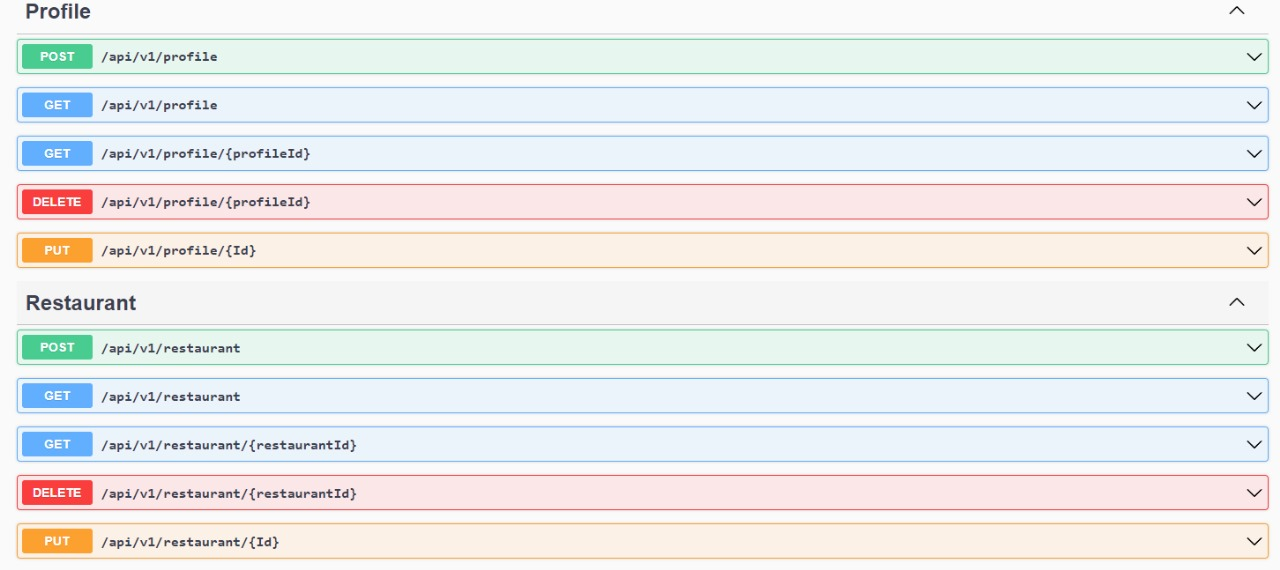 Profile
POST /api/v1/profile
GET /api/v1/profile
GET /api/v1/profile/{profileId}
DELETE /api/v1/profile/{profileId}
PUT /api/v1/profile/{Id}
Restaurant
POST /api/v1/restaurant
GET /api/v1/restaurant
GET /api/v1/restaurant/{restaurantId}
DELETE /api/v1/restaurant/{restaurantId}
PUT /api/v1/restaurant/{Id}